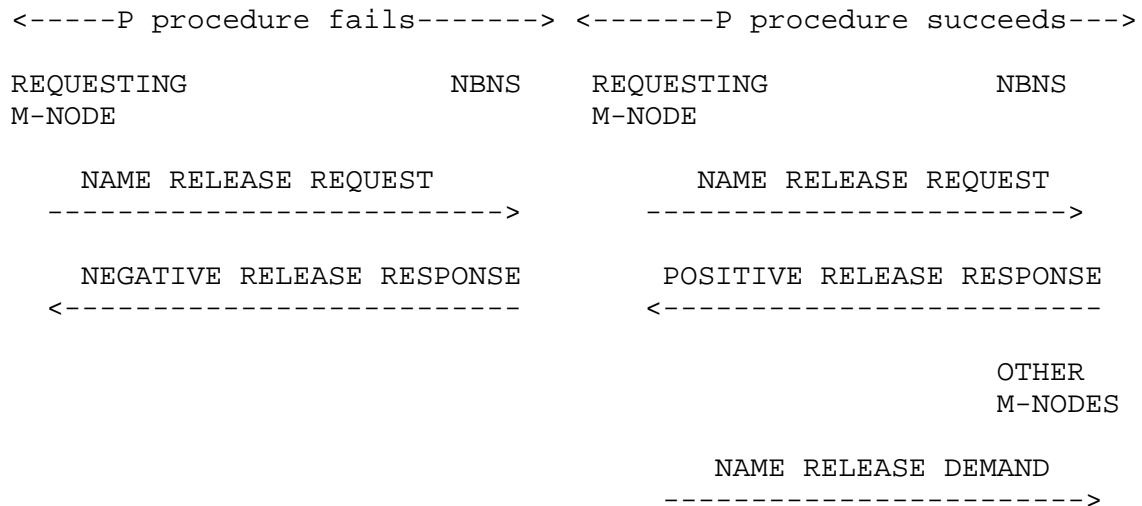 <-----P procedure fails-------> <-------P procedure succeeds--->
REQUESTING               NBNS    REQUESTING             NBNS
M-NODE                           M-NODE
NAME RELEASE REQUEST               NAME RELEASE REQUEST
-------------------------->       ------------------------>
NEGATIVE RELEASE RESPONSE        POSITIVE RELEASE RESPONSE
<--------------------------       <-------------------------
OTHER
M-NODES
NAME RELEASE DEMAND
------------------------>